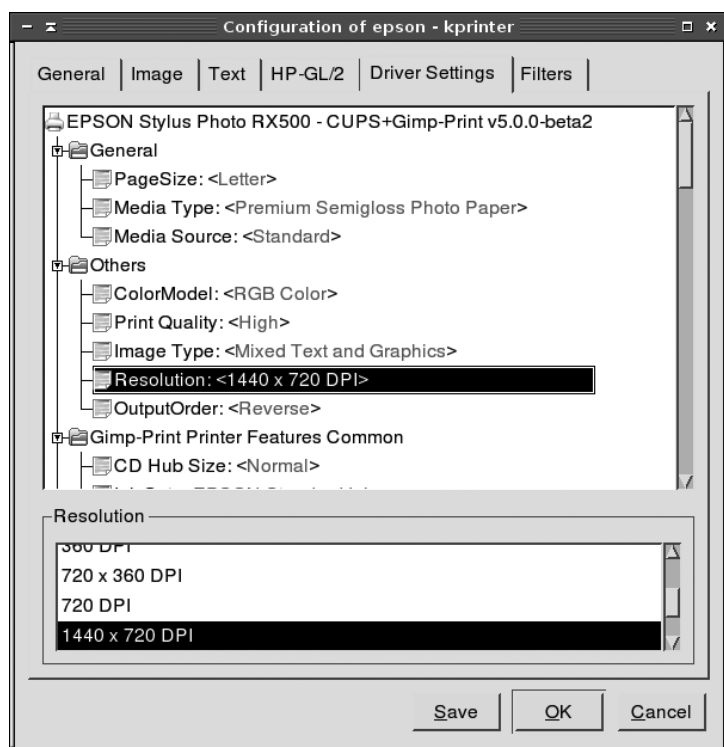 Configuration of epson - kprinter
General Image Text HP-GL/2 Driver Settings Filters
EPSON Stylus Photo RX500 - CUPS+Gimp-Print v5.0.0-beta2
General
PageSize: <Letter>
Media Type: <Premium Semigloss Photo Paper>
Media Source: <Standard>
Others
ColorModel: <RGB Color>
Print Quality: <High>
Image Type: <Mixed Text and Graphics>
Resolution: <1440 x 720 DPI>
OutputOrder: <Reverse>
Gimp-Print Printer Features Common
CD Hub Size: <Normal>
Resolution
360 DPI
720 x 360 DPI
720 DPI
1440 x 720 DPI
Save OK Cancel